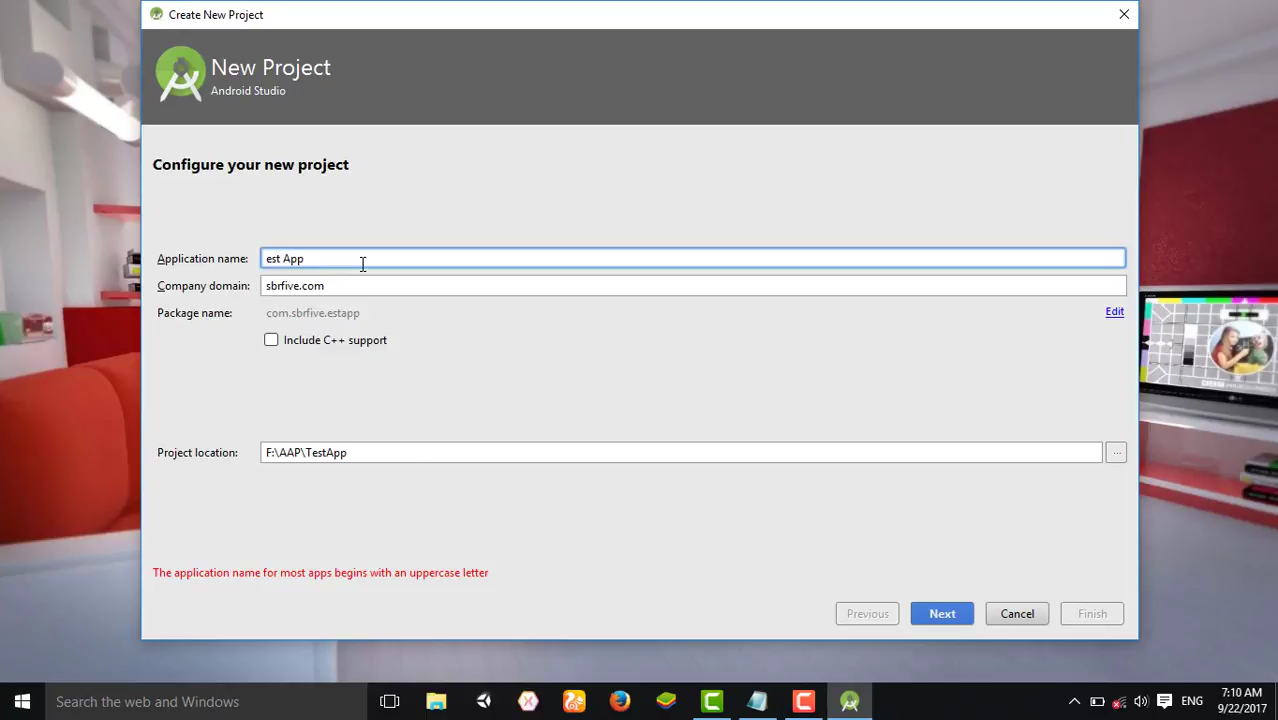 Create New Project
New Project
Android Studio
Configure your new project
Application name: est App
Company domain: sbrfive.com
Package name: com.sbrfive.estapp Edit
Include C++ support
Project location: F:\AAP\TestApp ...
The application name for most apps begins with an uppercase letter
Previous Next Cancel Finish
Search the web and Windows
ENG
7:10 AM
9/22/2017